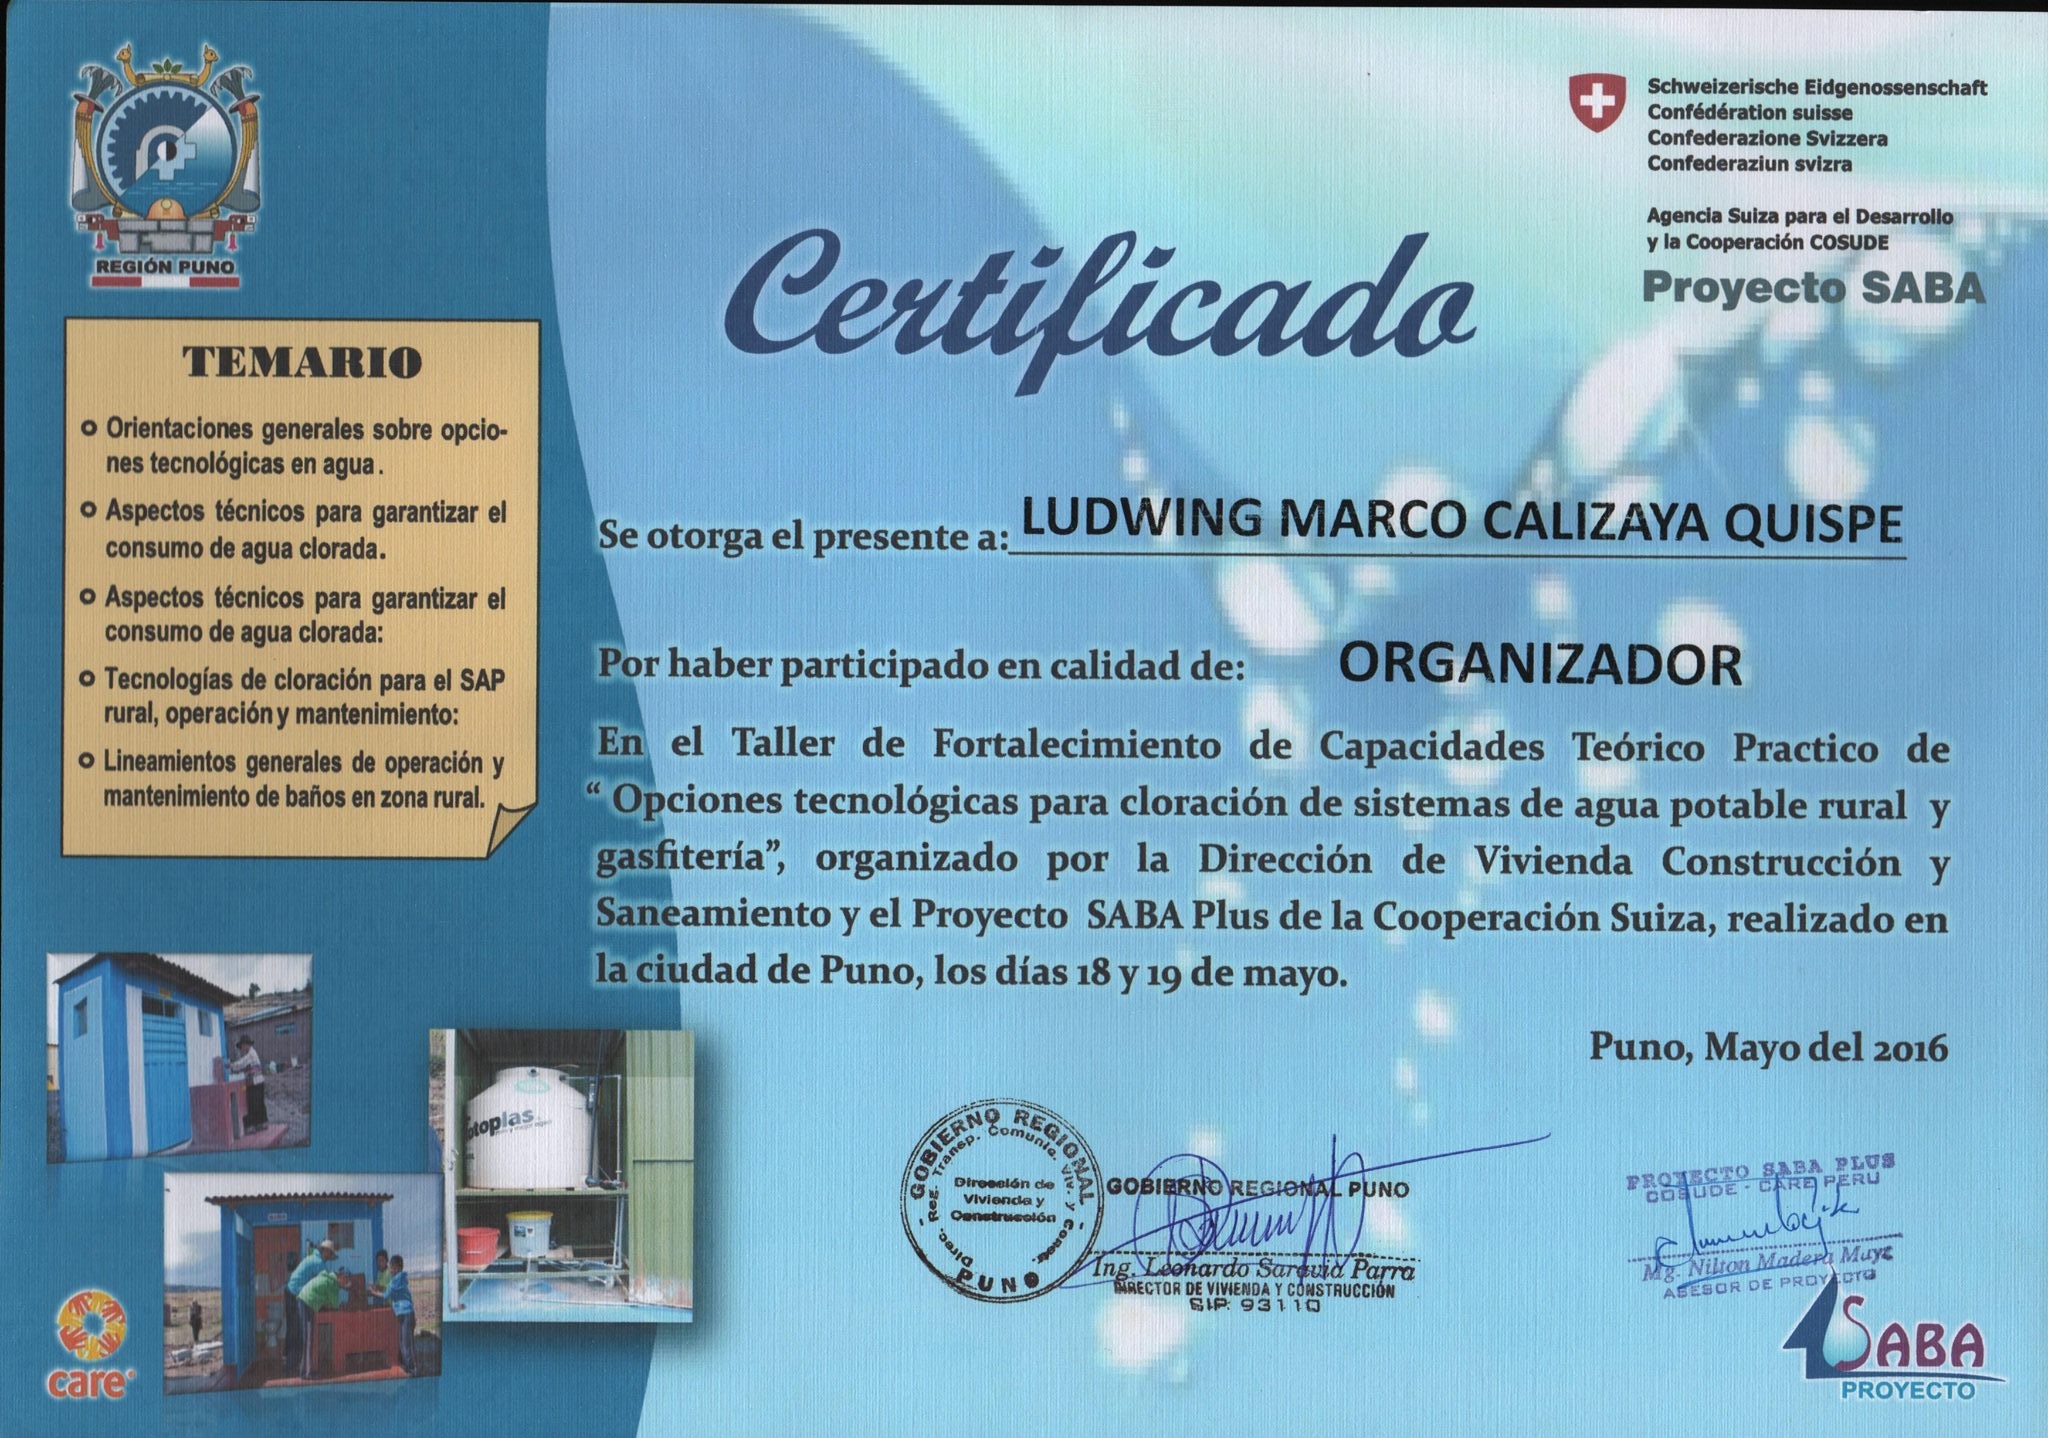 REGIÓN PUNO
TEMARIO
Orientaciones generales sobre opcio-
nes tecnológicas en agua.
Aspectos técnicos para garantizar el
consumo de agua clorada.
Aspectos técnicos para garantizar el
consumo de agua clorada:
Tecnologías de cloración para el SAP
rural, operación y mantenimiento:
Lineamientos generales de operación y
mantenimiento de baños en zona rural.
care
Schweizerische Eidgenossenschaft
Confédération suisse
Confederazione Svizzera
Confederaziun svizra
Agencia Suiza para el Desarrollo
y la Cooperación COSUDE
Proyecto SABA
Certificado
Se otorga el presente a: LUDWING MARCO CALIZAYA QUISPE
Por haber participado en calidad de: ORGANIZADOR
En el Taller de Fortalecimiento de Capacidades Teórico Practico de
“ Opciones tecnológicas para cloración de sistemas de agua potable rural y
gasfitería”, organizado por la Dirección de Vivienda Construcción y
Saneamiento y el Proyecto SABA Plus de la Cooperación Suiza, realizado en
la ciudad de Puno, los días 18 y 19 de mayo.
Puno, Mayo del 2016
GOBIERNO REGIONAL
Direc. Reg. Transp. Comunic. Viv. y Const.
Dirección de
Vivienda y
Construcción
PUNO
GOBIERNO REGIONAL PUNO
Ing. Leonardo Saravia Parra
DIRECTOR DE VIVIENDA Y CONSTRUCCIÓN
CIP: 93110
PROYECTO SABA PLUS
COSUDE - CARE PERU
Mg. Nilton Madera
ASESOR DE PROYECTO
SABA
PROYECTO